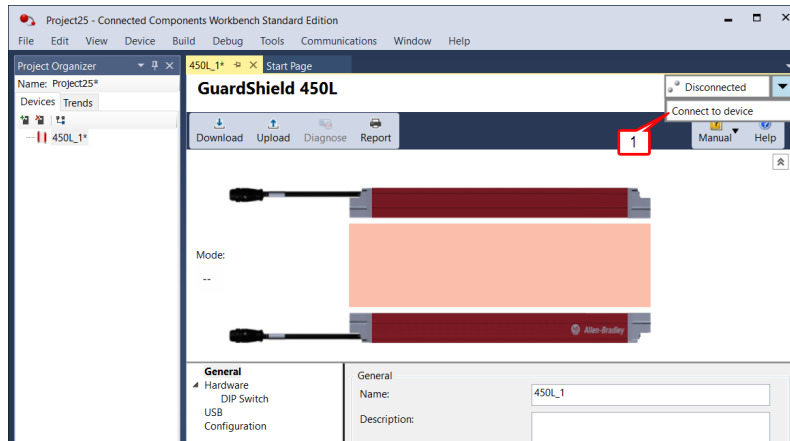 Project25 - Connected Components Workbench Standard Edition
File Edit View Device Build Debug Tools Communications Window Help
Project Organizer
450L_1* Start Page
Name: Project25*
GuardShield 450L
Disconnected
Devices Trends
Connect to device
450L_1*
Download Upload Diagnose Report
1
Manual Help
Mode:
--
Allen-Bradley
General
Hardware
DIP Switch
USB
Configuration
General
Name: 450L_1
Description: